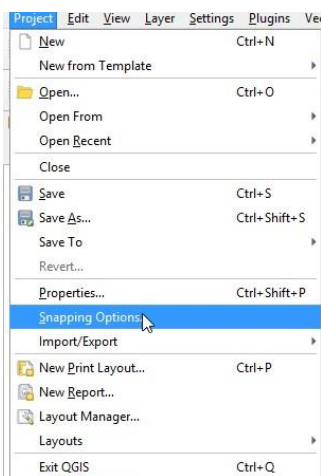 Project Edit View Layer Settings Plugins Vec
New Ctrl+N
New from Template
Open... Ctrl+O
Open From
Open Recent
Close
Save Ctrl+S
Save As... Ctrl+Shift+S
Save To
Revert...
Properties... Ctrl+Shift+P
Snapping Options
Import/Export
New Print Layout... Ctrl+P
New Report...
Layout Manager...
Layouts
Exit QGIS Ctrl+Q